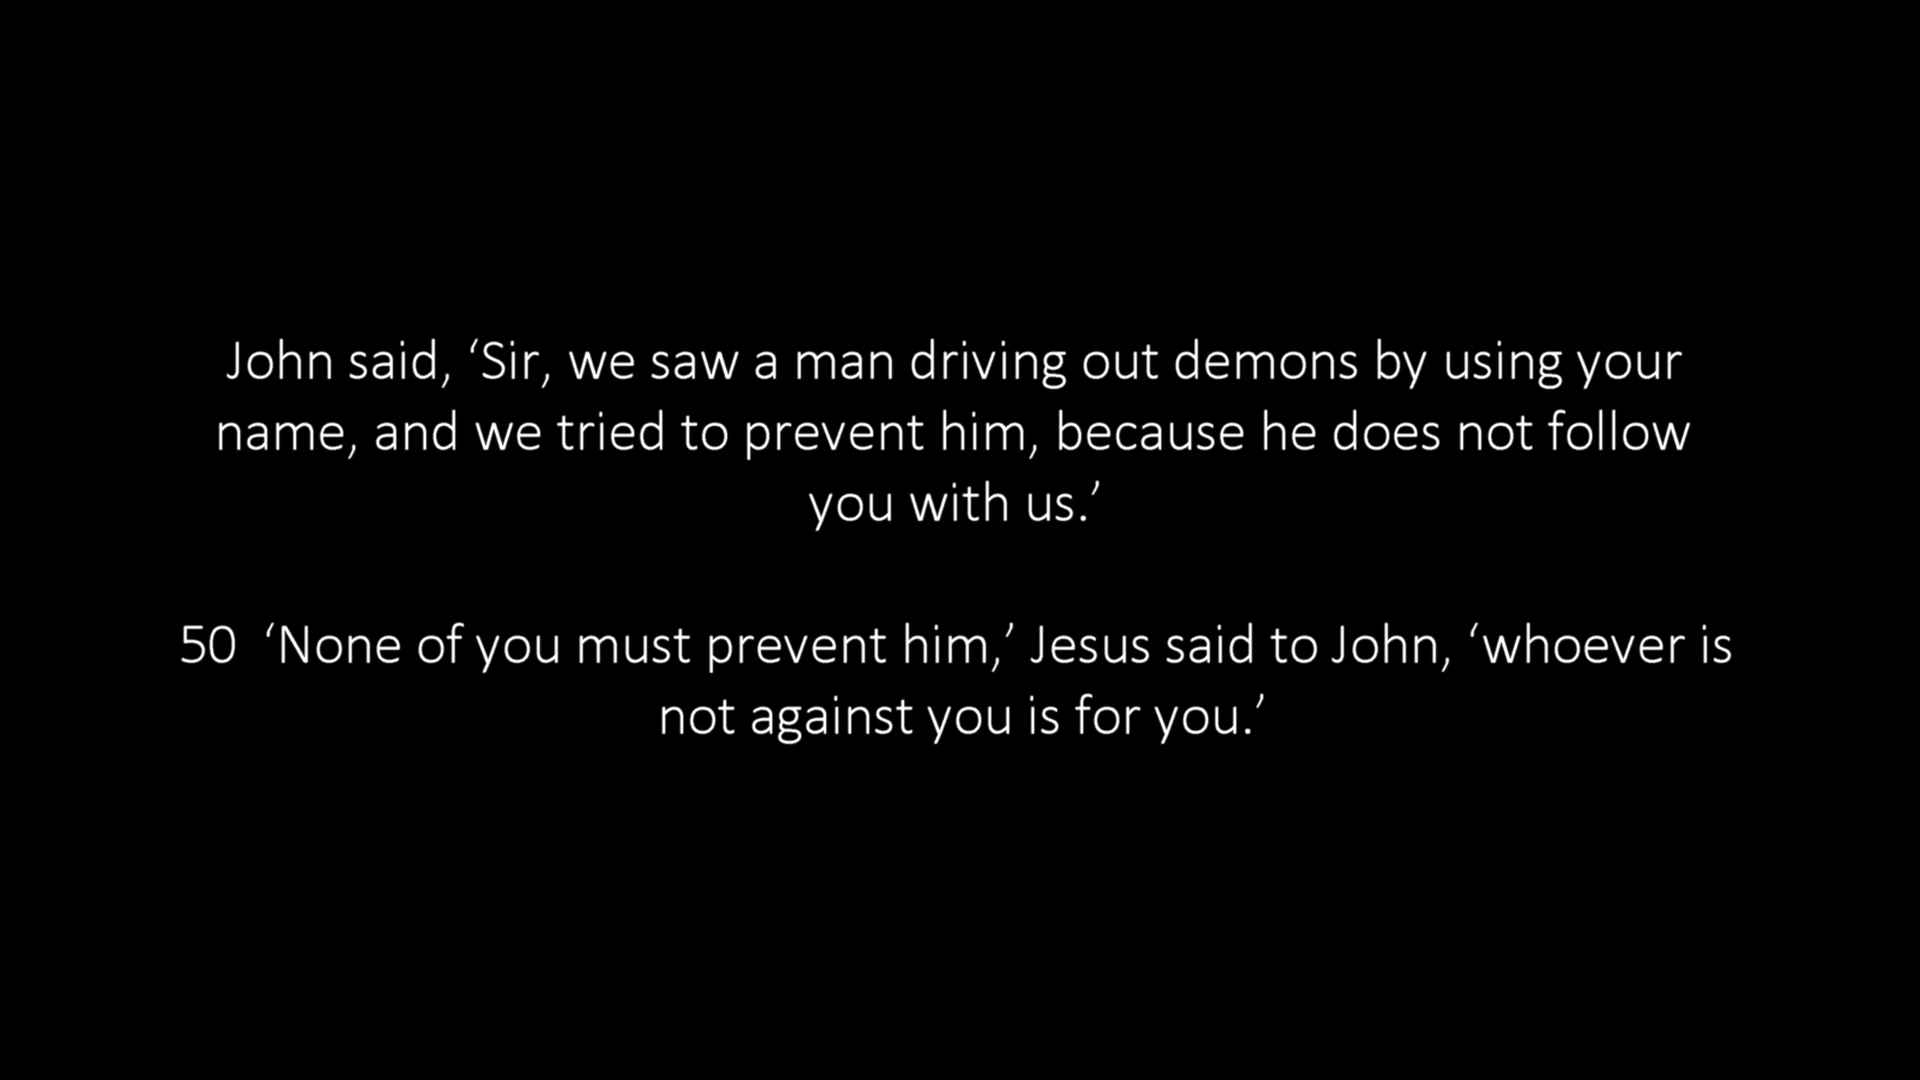 John said, ‘Sir, we saw a man driving out demons by using your
name, and we tried to prevent him, because he does not follow
you with us.’
50 ‘None of you must prevent him,’ Jesus said to John, ‘whoever is
not against you is for you.’